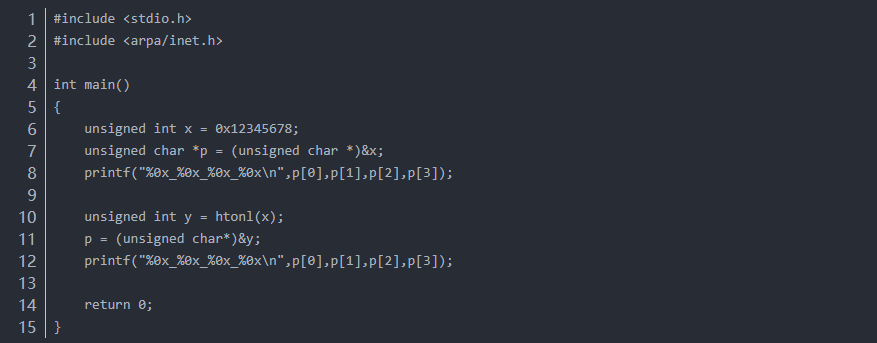 1 #include <stdio.h>
2 #include <arpa/inet.h>
3
4 int main()
5 {
6     unsigned int x = 0x12345678;
7     unsigned char *p = (unsigned char *)&x;
8     printf("%0x_%0x_%0x_%0x\n",p[0],p[1],p[2],p[3]);
9
10     unsigned int y = htonl(x);
11     p = (unsigned char*)&y;
12     printf("%0x_%0x_%0x_%0x\n",p[0],p[1],p[2],p[3]);
13
14     return 0;
15 }